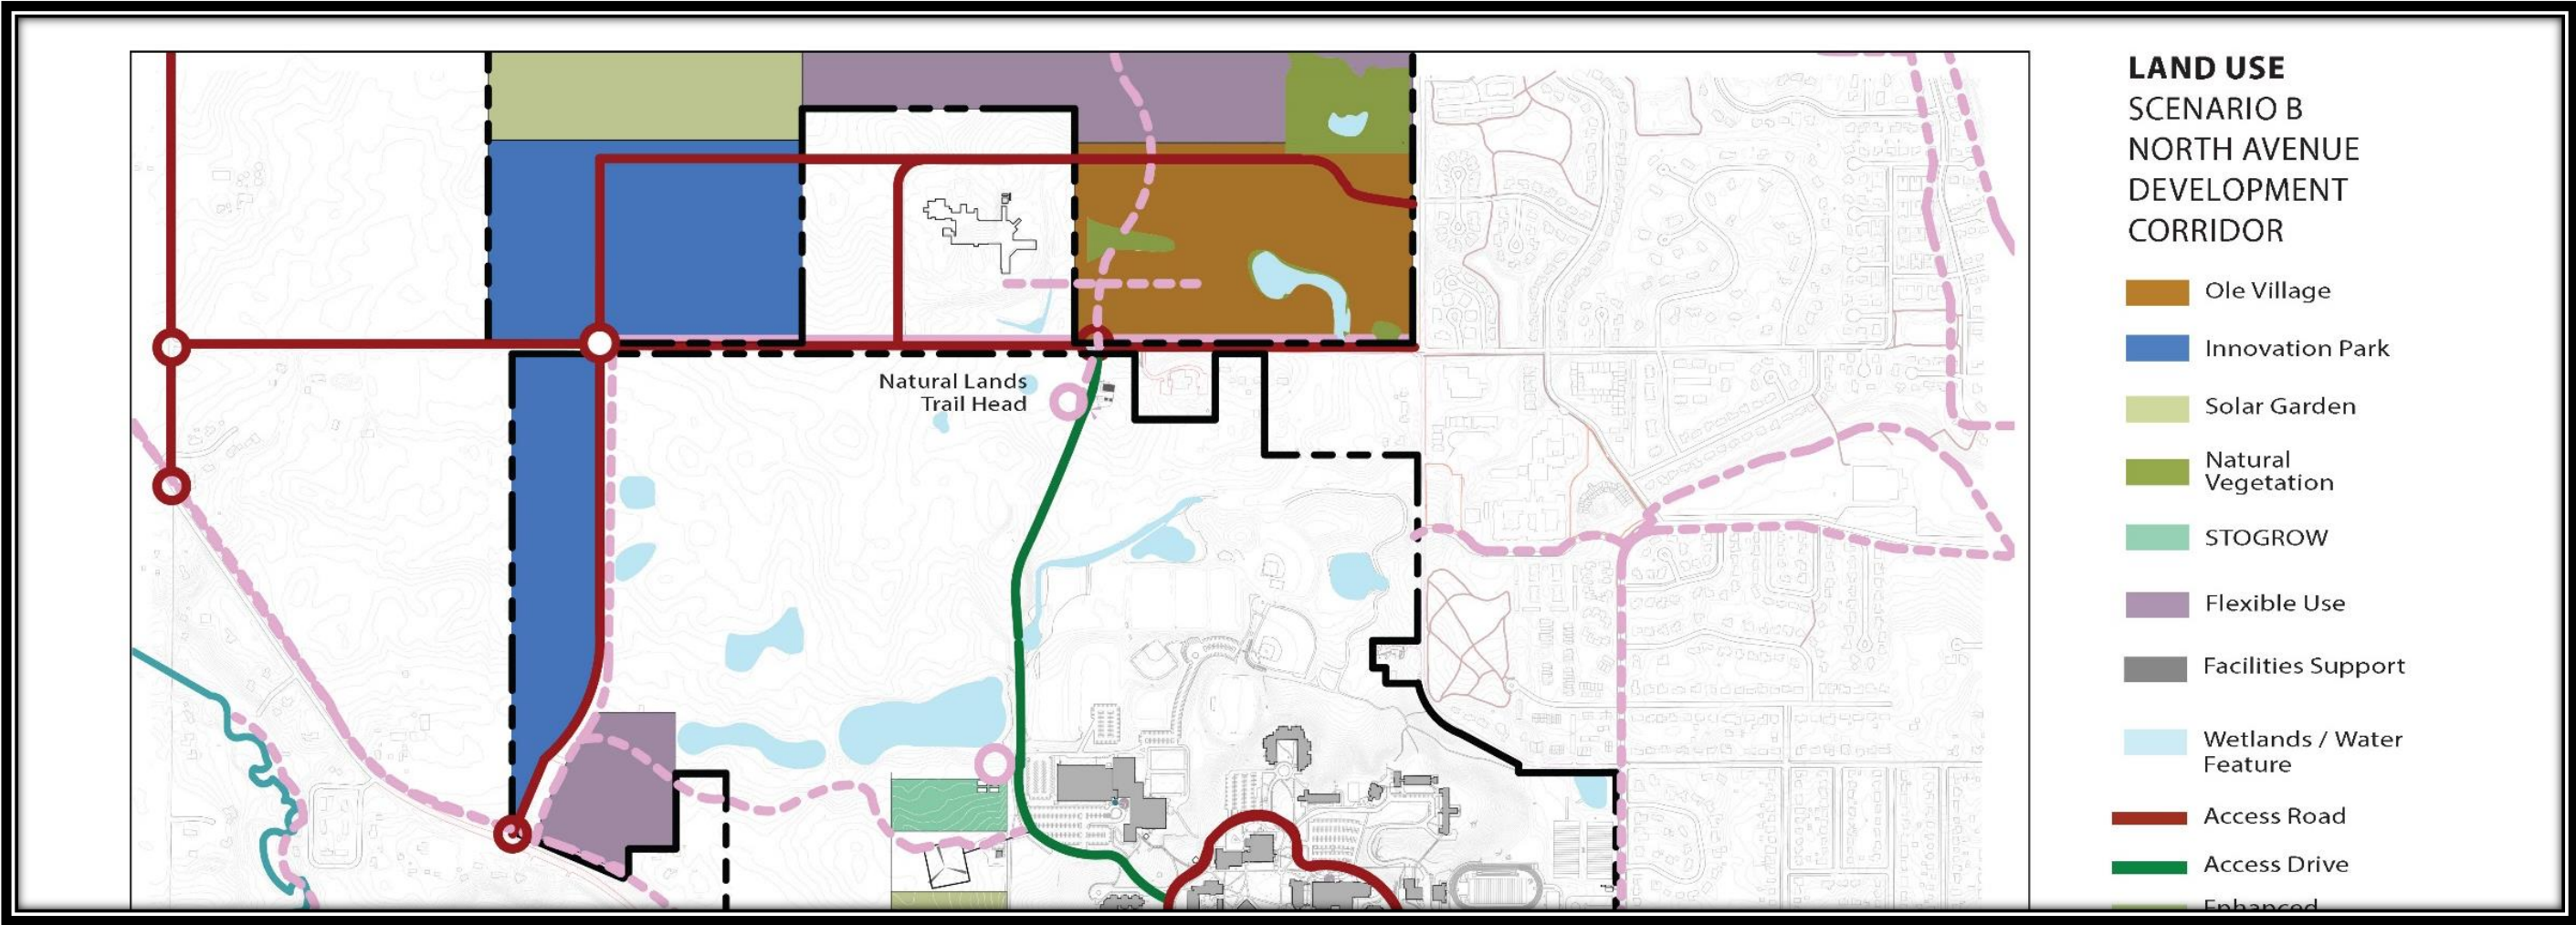 LAND USE
SCENARIO B
NORTH AVENUE
DEVELOPMENT
CORRIDOR
Ole Village
Innovation Park
Solar Garden
Natural
Vegetation
STOGROW
Flexible Use
Facilities Support
Wetlands / Water
Feature
Access Road
Access Drive
Enhanced
Natural Lands
Trail Head